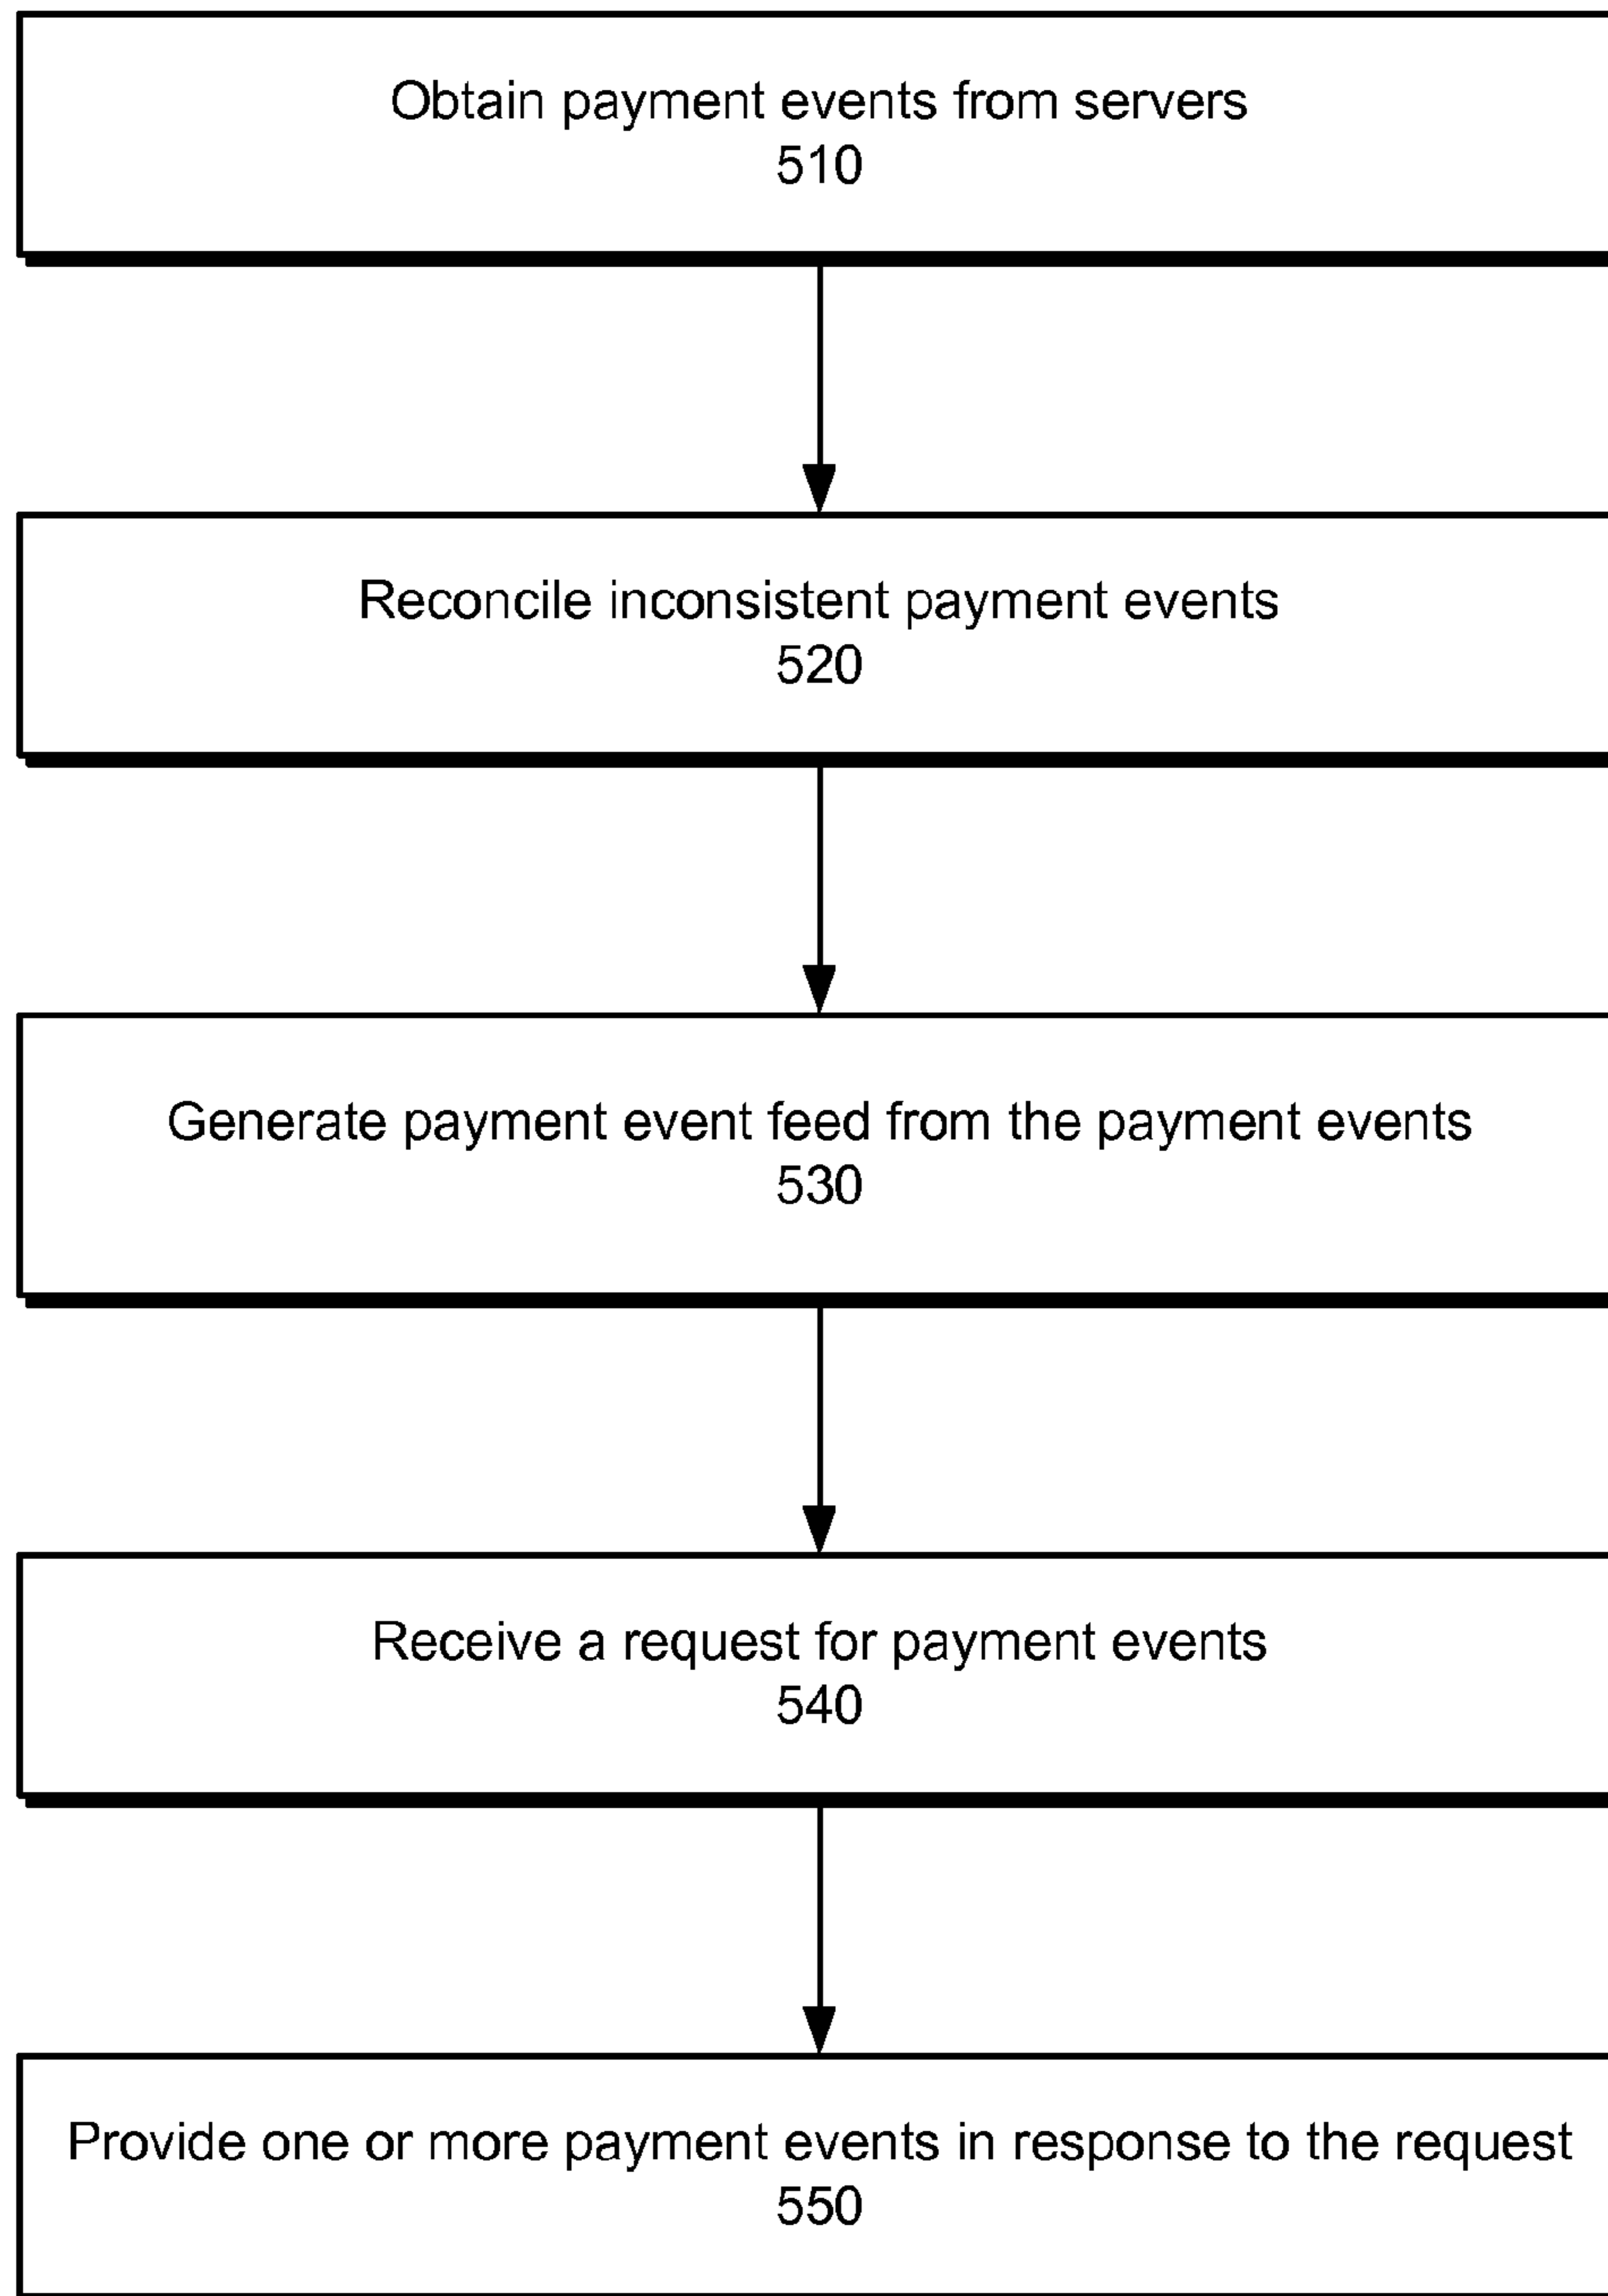 Obtain payment events from servers
510
Reconcile inconsistent payment events
520
Generate payment event feed from the payment events
530
Receive a request for payment events
540
Provide one or more payment events in response to the request
550